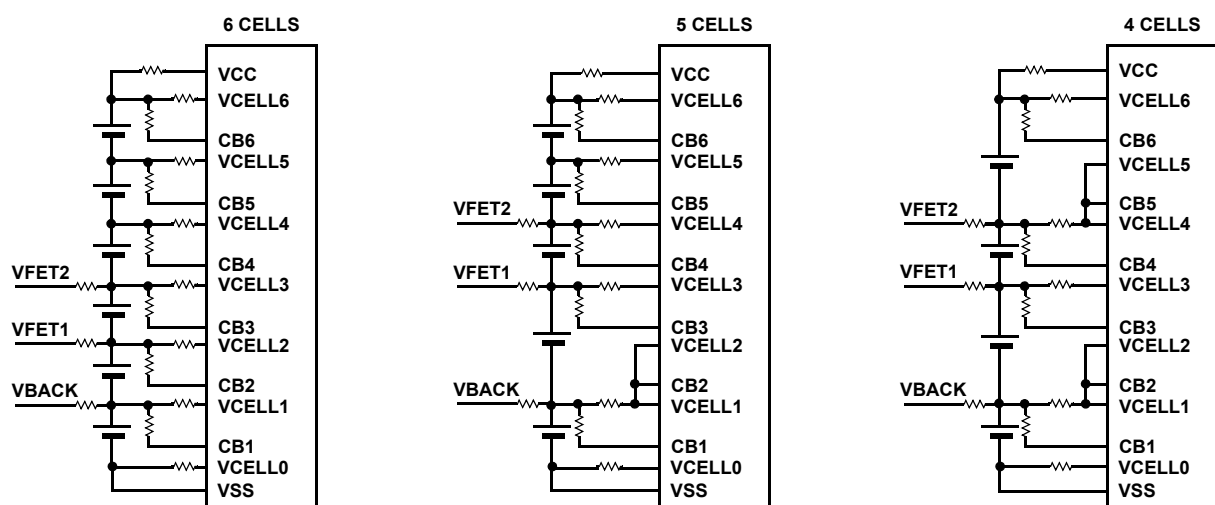 6 CELLS
VCC
VCELL6
CB6
VCELL5
CB5
VCELL4
CB4
VFET2
VCELL3
CB3
VFET1
VCELL2
CB2
VBACK
VCELL1
CB1
VCELL0
VSS
5 CELLS
VCC
VCELL6
CB6
VCELL5
CB5
VFET2
VCELL4
CB4
VFET1
VCELL3
CB3
VCELL2
CB2
VBACK
VCELL1
CB1
VCELL0
VSS
4 CELLS
VCC
VCELL6
CB6
VCELL5
CB5
VFET2
VCELL4
CB4
VFET1
VCELL3
CB3
VCELL2
CB2
VBACK
VCELL1
CB1
VCELL0
VSS